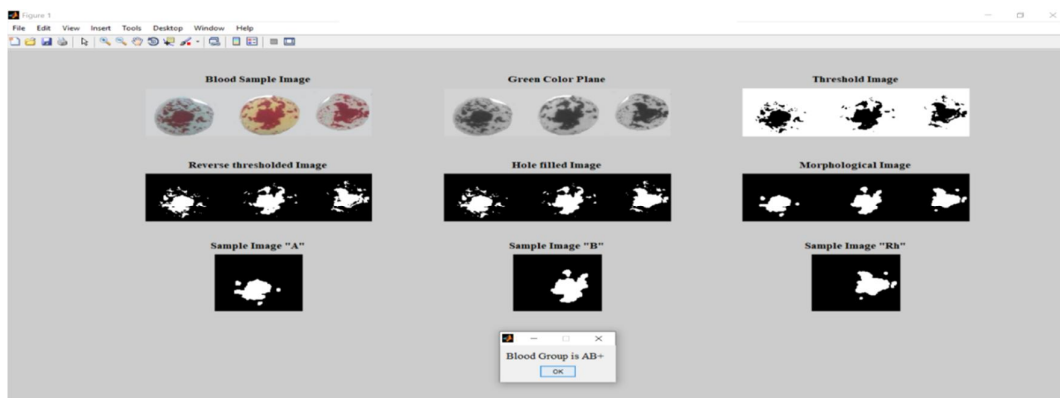 Figure 1
File Edit View Insert Tools Desktop Window Help
Blood Sample Image
Green Color Plane
Threshold Image
Reverse thresholded Image
Hole filled Image
Morphological Image
Sample Image "A"
Sample Image "B"
Sample Image "Rh"
Blood Group is AB+
OK